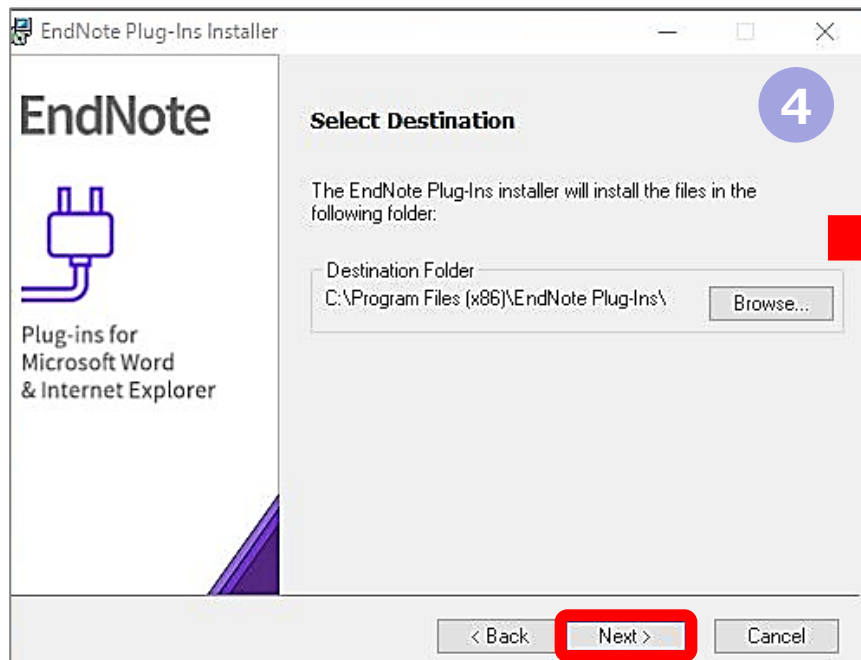 EndNote Plug-Ins Installer
EndNote
Plug-ins for
Microsoft Word
& Internet Explorer
4
Select Destination
The EndNote Plug-Ins installer will install the files in the
following folder:
Destination Folder
C:\Program Files (x86)\EndNote Plug-Ins\
Browse...
< Back
Next >
Cancel